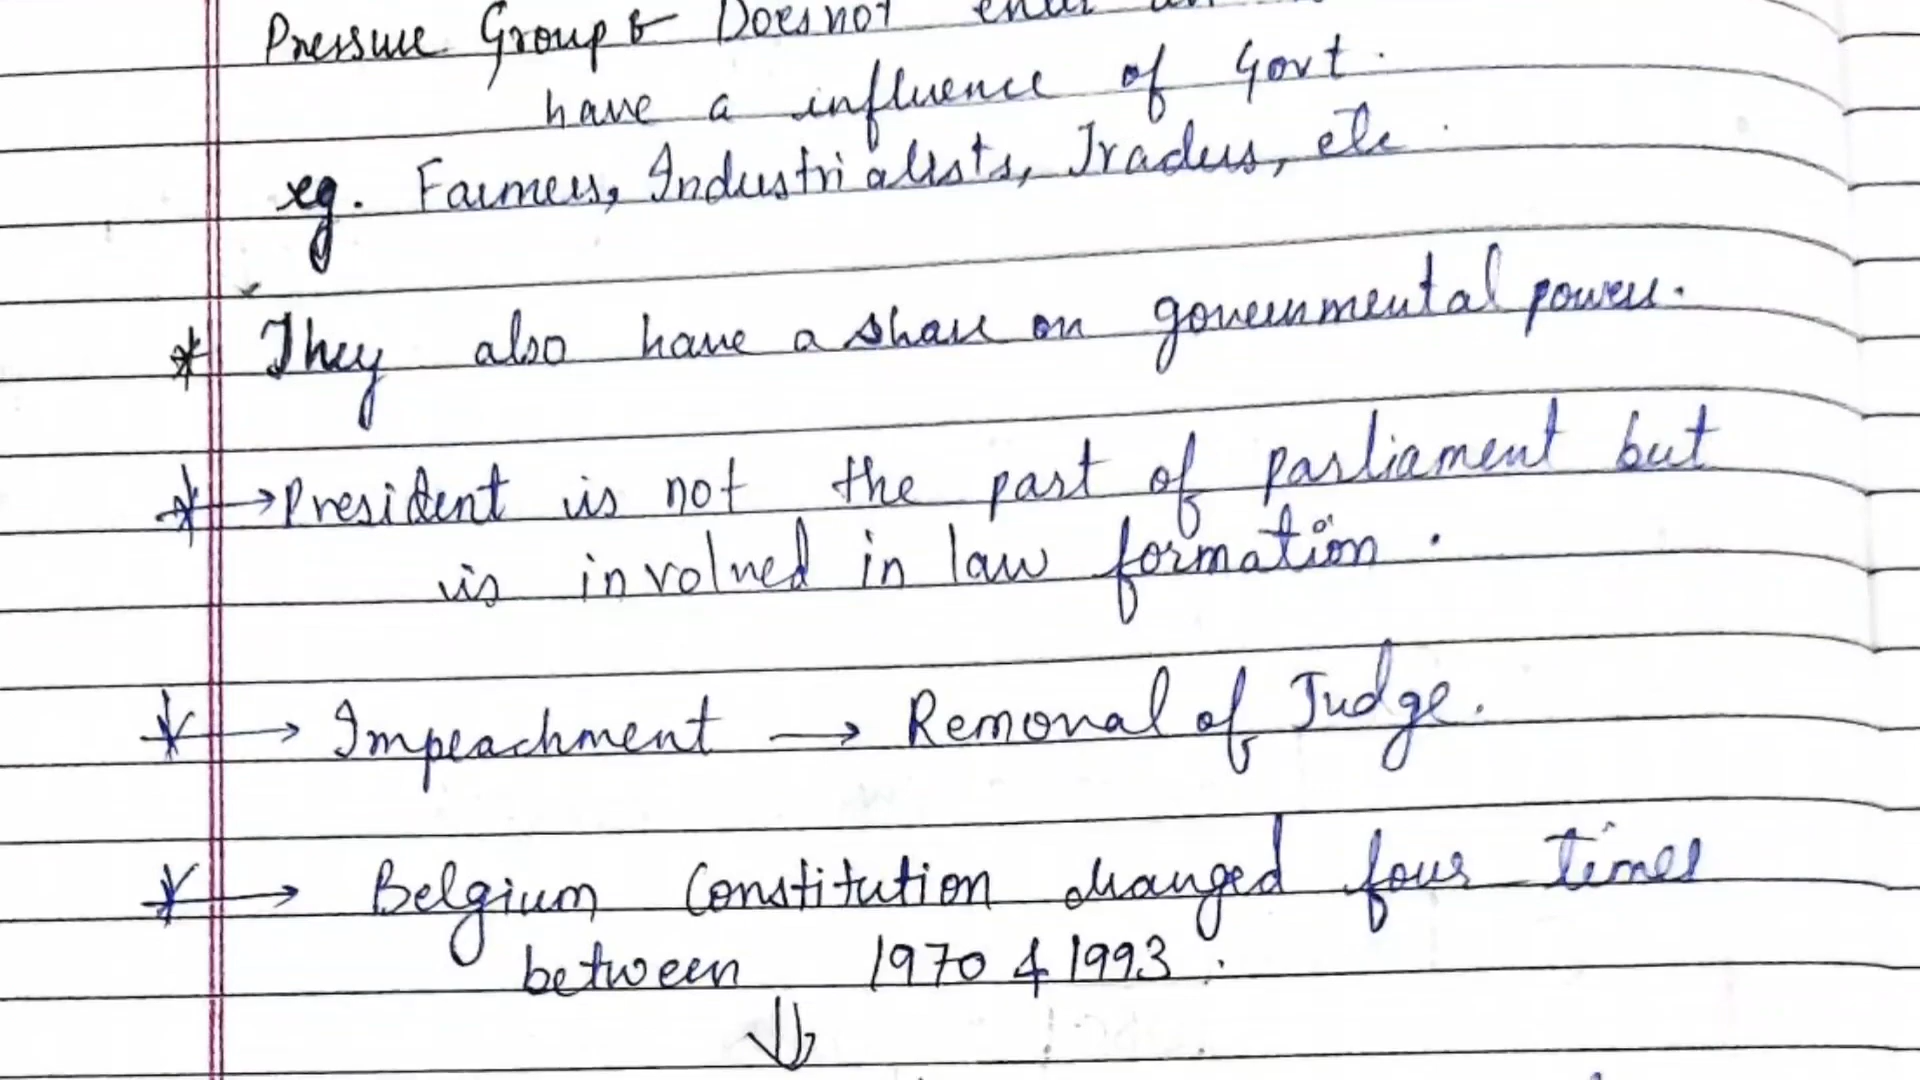 Pressure Group Does not
have a influence of Govt.
eg. Farmers, Industrialists, Traders, etc.
* They also have a share on governmental power.
* → President is not the part of parliament but
is involved in law formation.
* → Impeachment → Removal of Judge.
* → Belgium Constitution changed four times
between 1970 & 1993.
⇓